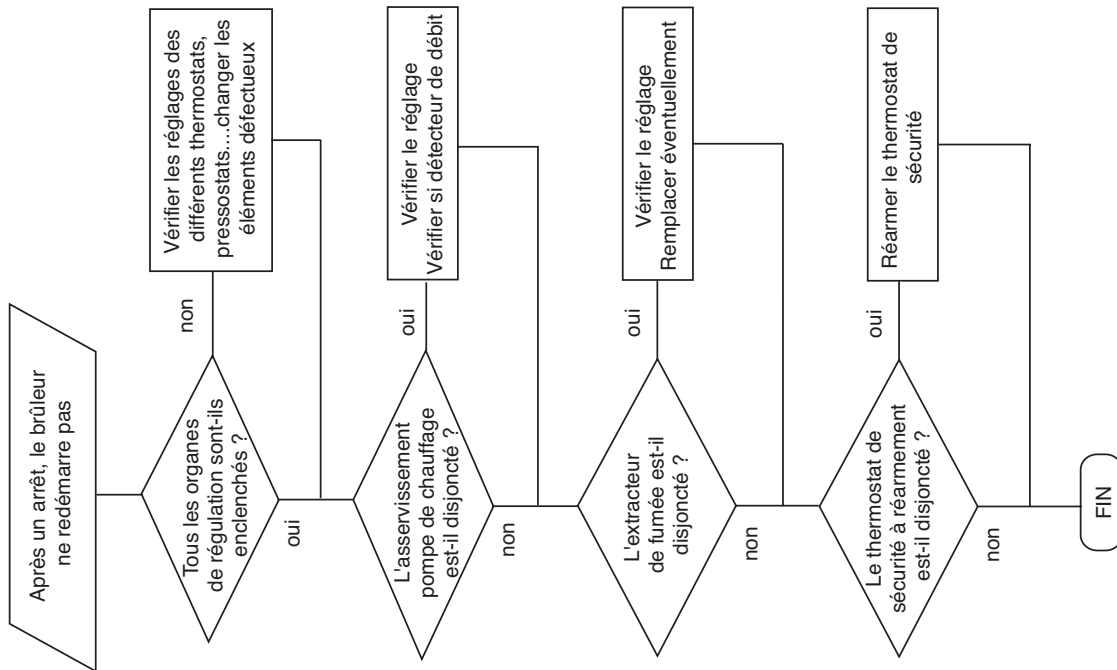 Après un arrêt, le brûleur
ne redémarre pas
Tous les organes
de régulation sont-ils
enclenchés ?
non
Vérifier les réglages des
différents thermostats,
pressostats....changer les
éléments défectueux
oui
L'asservissement
pompe de chauffage
est-il disjoncté ?
oui
Vérifier le réglage
Vérifier si détecteur de débit
non
L'extracteur
de fumée est-il
disjoncté ?
oui
Vérifier le réglage
Remplacer éventuellement
non
Le thermostat de
sécurité à réarmement
est-il disjoncté ?
oui
Réarmer le thermostat de
sécurité
non
FIN